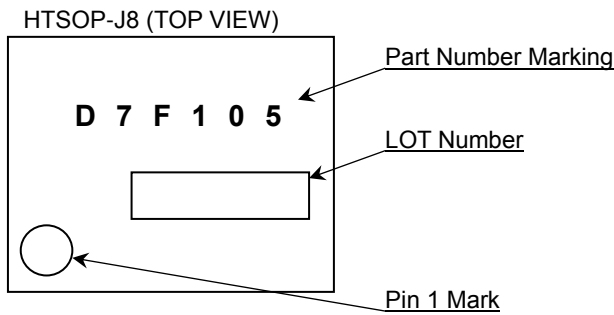 HTSOP-J8 (TOP VIEW)
Part Number Marking
D 7 F 1 0 5
LOT Number
Pin 1 Mark